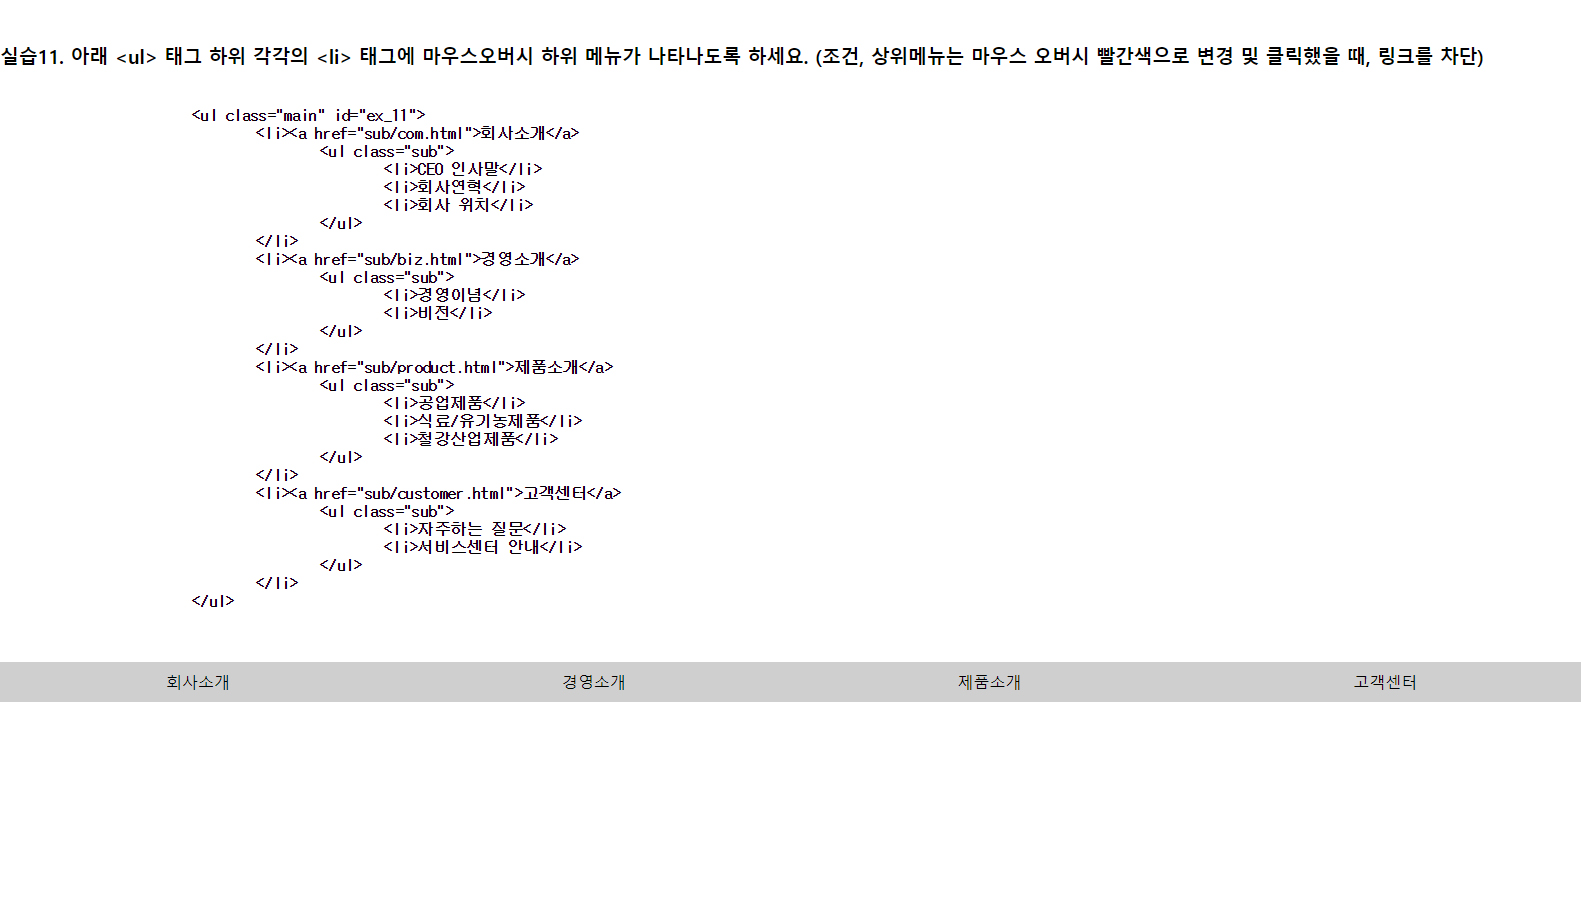 실습11. 아래 <ul> 태그 하위 각각의 <li> 태그에 마우스오버시 하위 메뉴가 나타나도록 하세요. (조건, 상위메뉴는 마우스 오버시 빨간색으로 변경 및 클릭했을 때, 링크를 차단)
<ul class="main" id="ex_11">
<li><a href="sub/com.html">회사소개</a>
<ul class="sub">
<li>CEO 인사말</li>
<li>회사연혁</li>
<li>회사 위치</li>
</ul>
</li>
<li><a href="sub/biz.html">경영소개</a>
<ul class="sub">
<li>경영이념</li>
<li>비전</li>
</ul>
</li>
<li><a href="sub/product.html">제품소개</a>
<ul class="sub">
<li>공업제품</li>
<li>식료/유기농제품</li>
<li>철강산업제품</li>
</ul>
</li>
<li><a href="sub/customer.html">고객센터</a>
<ul class="sub">
<li>자주하는 질문</li>
<li>서비스센터 안내</li>
</ul>
</li>
</ul>
회사소개 경영소개 제품소개 고객센터